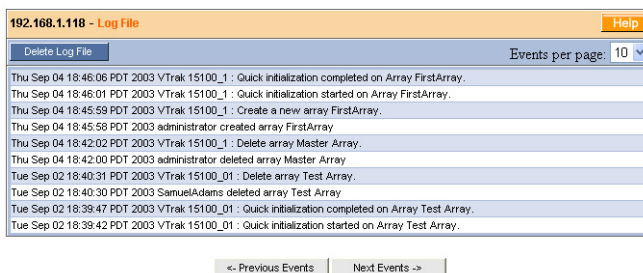 192.168.1.118 - Log File Help
Delete Log File Events per page: 10
Thu Sep 04 18:46:06 PDT 2003 VTrak 15100_1 : Quick initialization completed on Array FirstArray.
Thu Sep 04 18:46:01 PDT 2003 VTrak 15100_1 : Quick initialization started on Array FirstArray.
Thu Sep 04 18:45:59 PDT 2003 VTrak 15100_1 : Create a new array FirstArray.
Thu Sep 04 18:45:58 PDT 2003 administrator created array FirstArray
Thu Sep 04 18:42:02 PDT 2003 VTrak 15100_1 : Delete array Master Array.
Thu Sep 04 18:42:00 PDT 2003 administrator deleted array Master Array
Tue Sep 02 18:40:31 PDT 2003 VTrak 15100_01 : Delete array Test Array.
Tue Sep 02 18:40:30 PDT 2003 SamuelAdams deleted array Test Array
Tue Sep 02 18:39:47 PDT 2003 VTrak 15100_01 : Quick initialization completed on Array Test Array.
Tue Sep 02 18:39:42 PDT 2003 VTrak 15100_01 : Quick initialization started on Array Test Array.
<- Previous Events Next Events ->